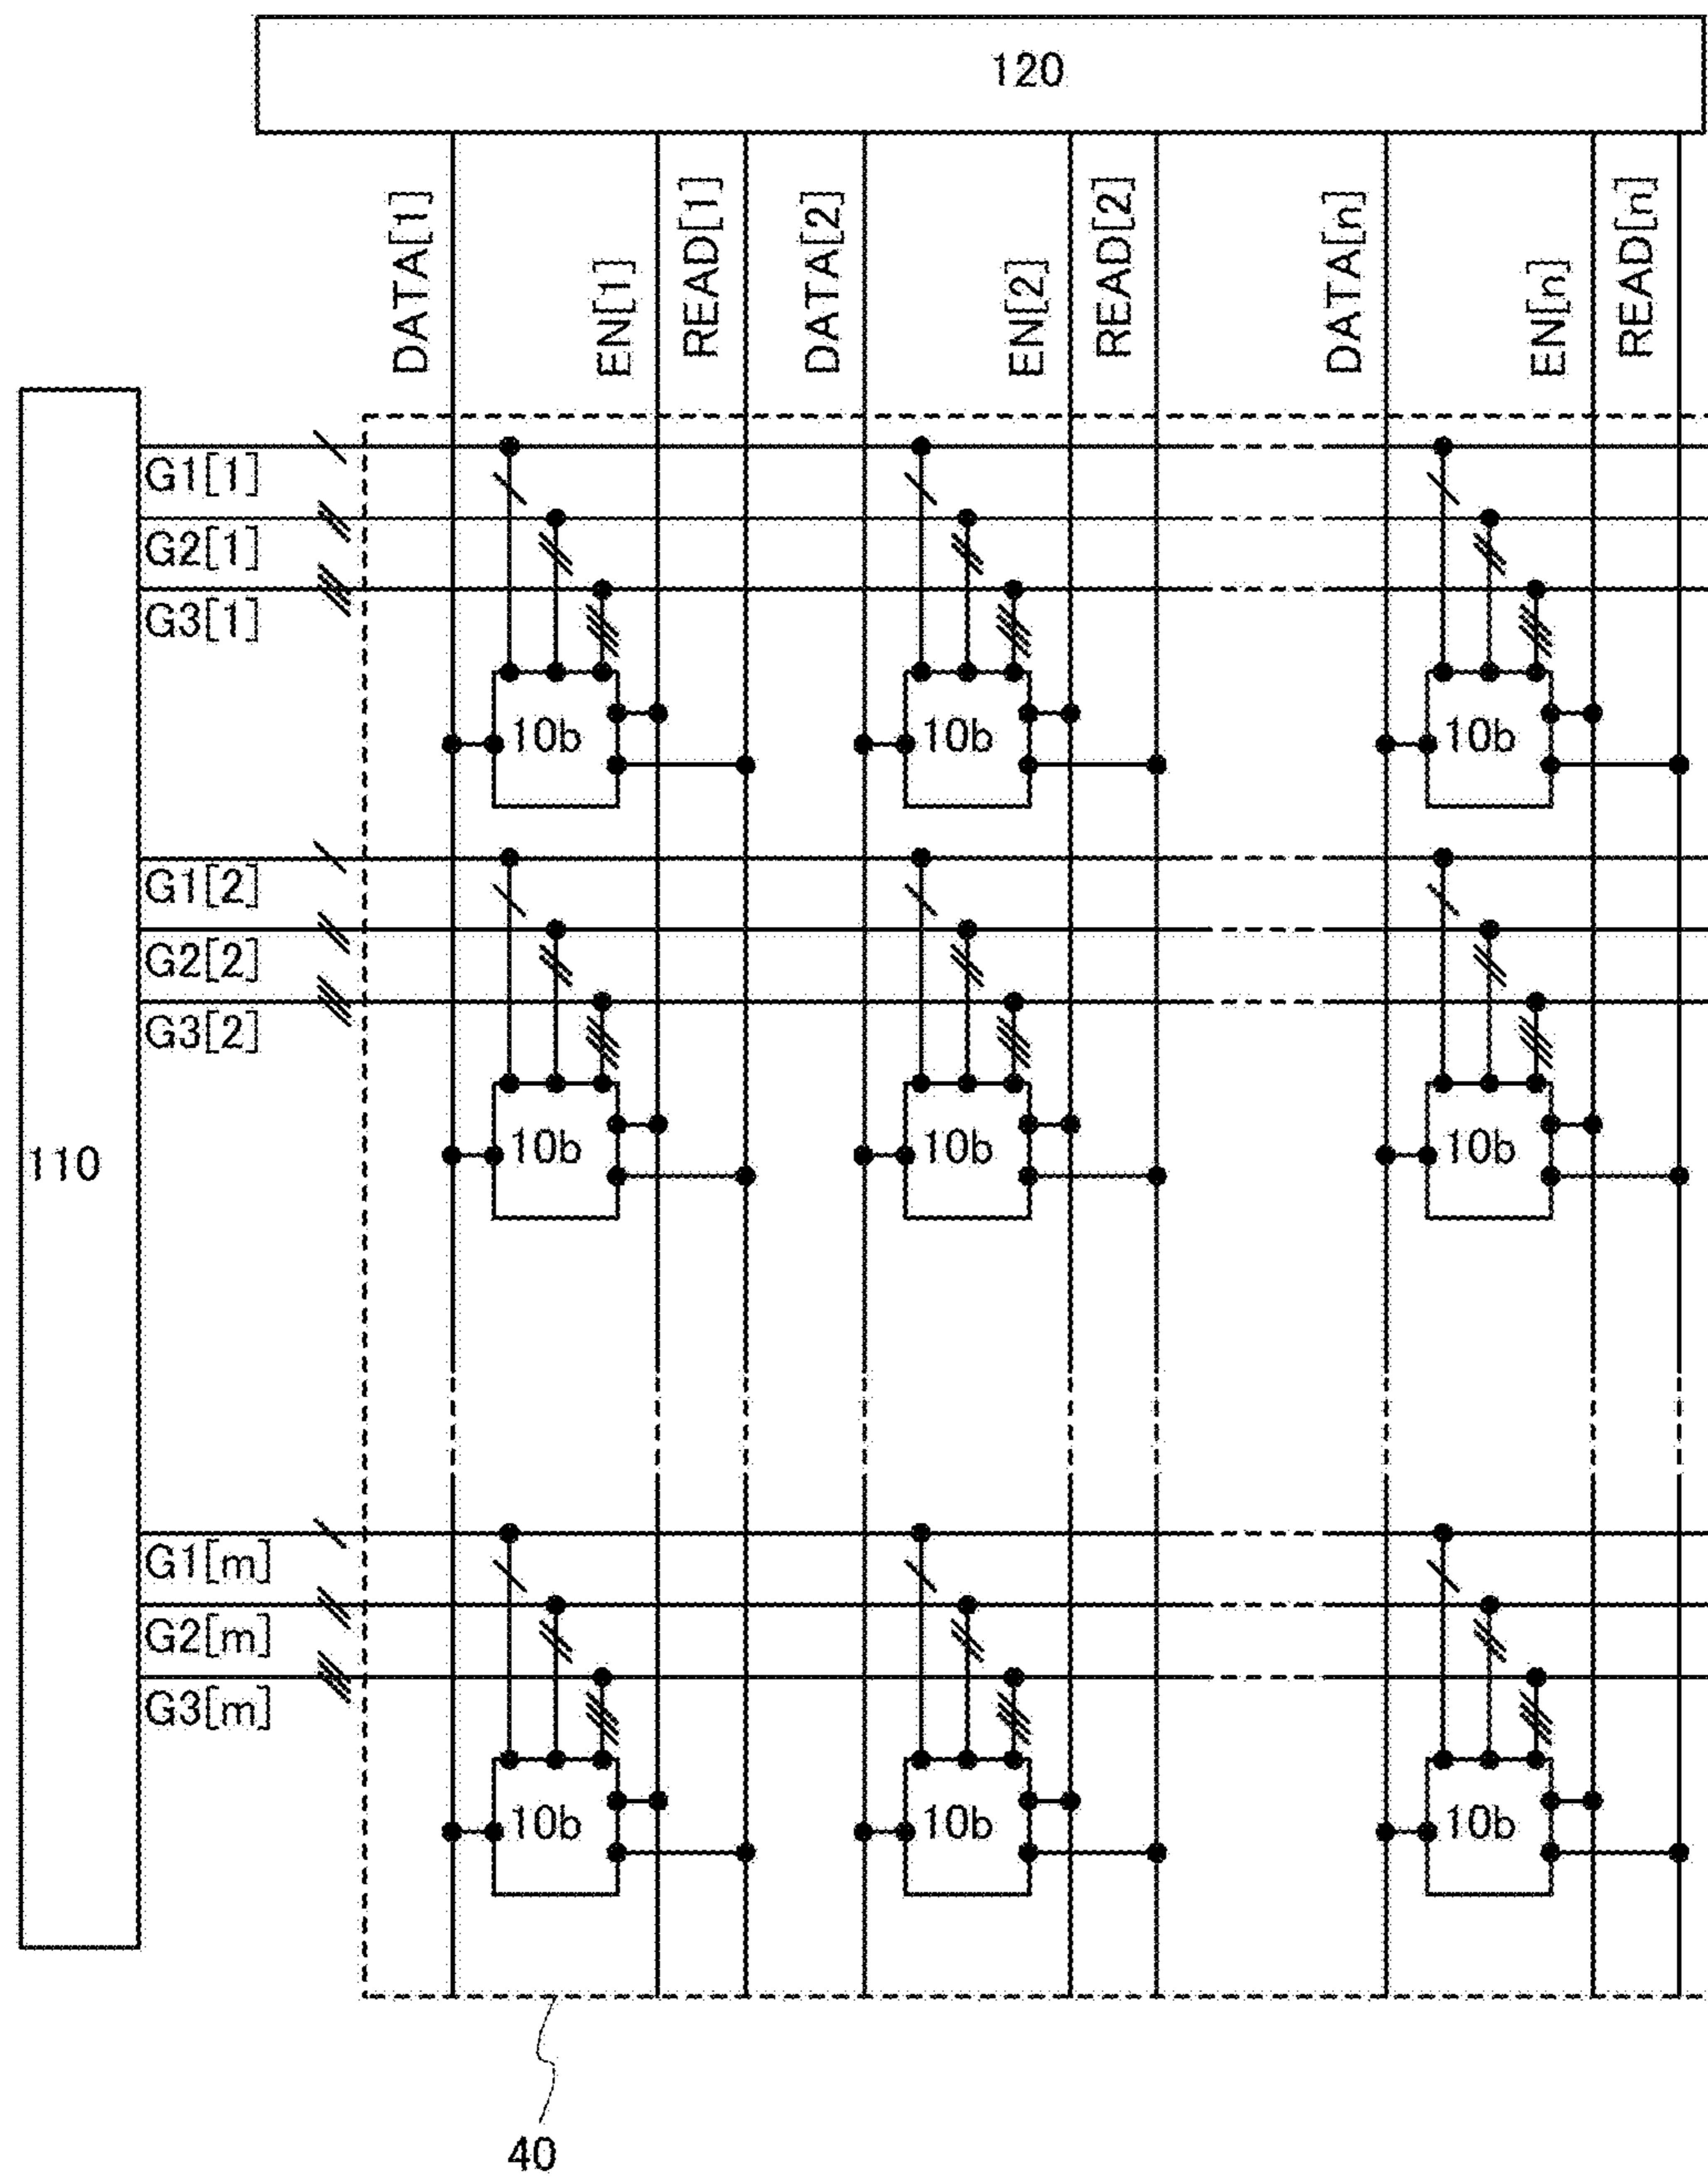 120
DATA[1]
EN[1]
READ[1]
DATA[2]
EN[2]
READ[2]
DATA[n]
EN[n]
READ[n]
G1[1]
G2[1]
G3[1]
10b
10b
10b
G1[2]
G2[2]
G3[2]
110
10b
10b
10b
G1[m]
G2[m]
G3[m]
10b
10b
10b
40